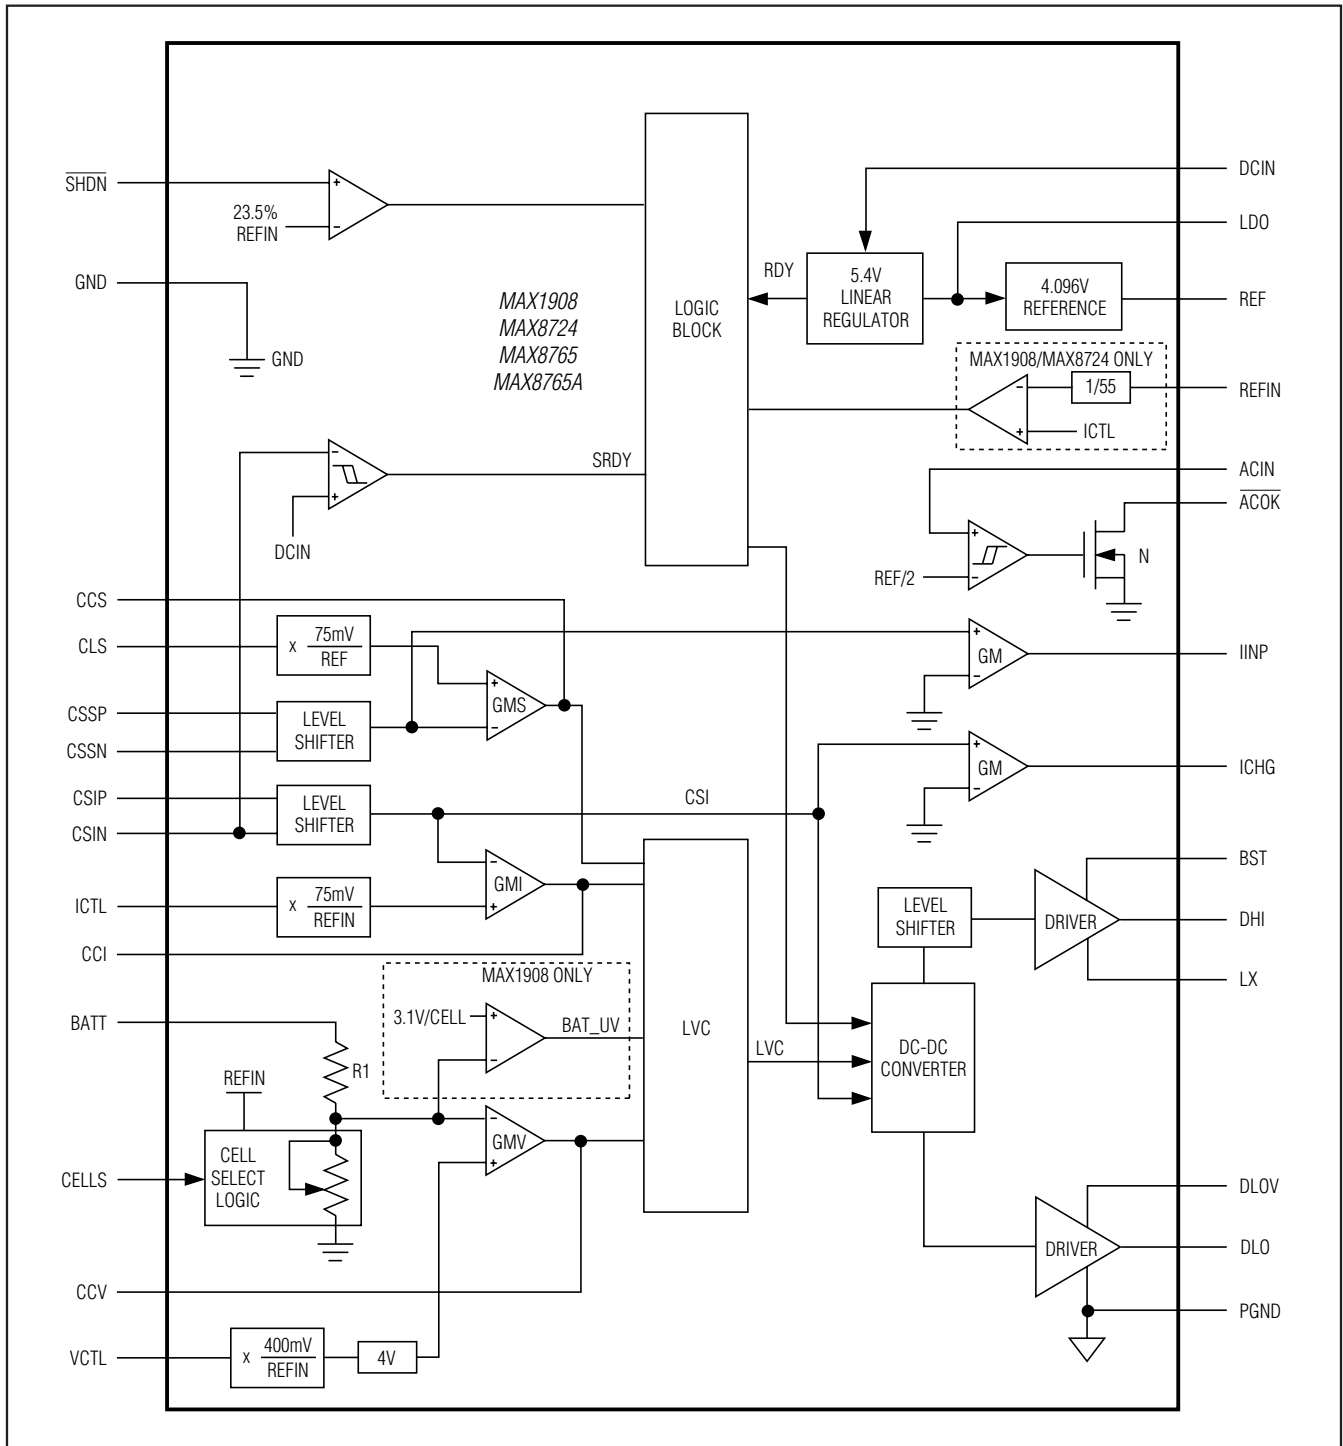 SHDN
23.5%
REFIN
GND
GND
MAX1908
MAX8724
MAX8765
MAX8765A
LOGIC
BLOCK
RDY
5.4V
LINEAR
REGULATOR
4.096V
REFERENCE
DCIN
LDO
REF
MAX1908/MAX8724 ONLY
1/55
ICTL
REFIN
SRDY
DCIN
ACIN
ACOK
REF/2
N
CCS
CLS
x 75mV
REF
GMS
CSSP
CSSN
LEVEL
SHIFTER
GM
IINP
CSIP
CSIN
LEVEL
SHIFTER
CSI
GM
ICHG
GMI
ICTL
x 75mV
REFIN
CCI
BST
LEVEL
SHIFTER
DRIVER
DHI
LX
MAX1908 ONLY
3.1V/CELL
BAT_UV
LVC
LVC
DC-DC
CONVERTER
BATT
R1
REFIN
GMV
CELLS
CELL
SELECT
LOGIC
DLOV
DRIVER
DLO
PGND
CCV
VCTL
x 400mV
REFIN
4V